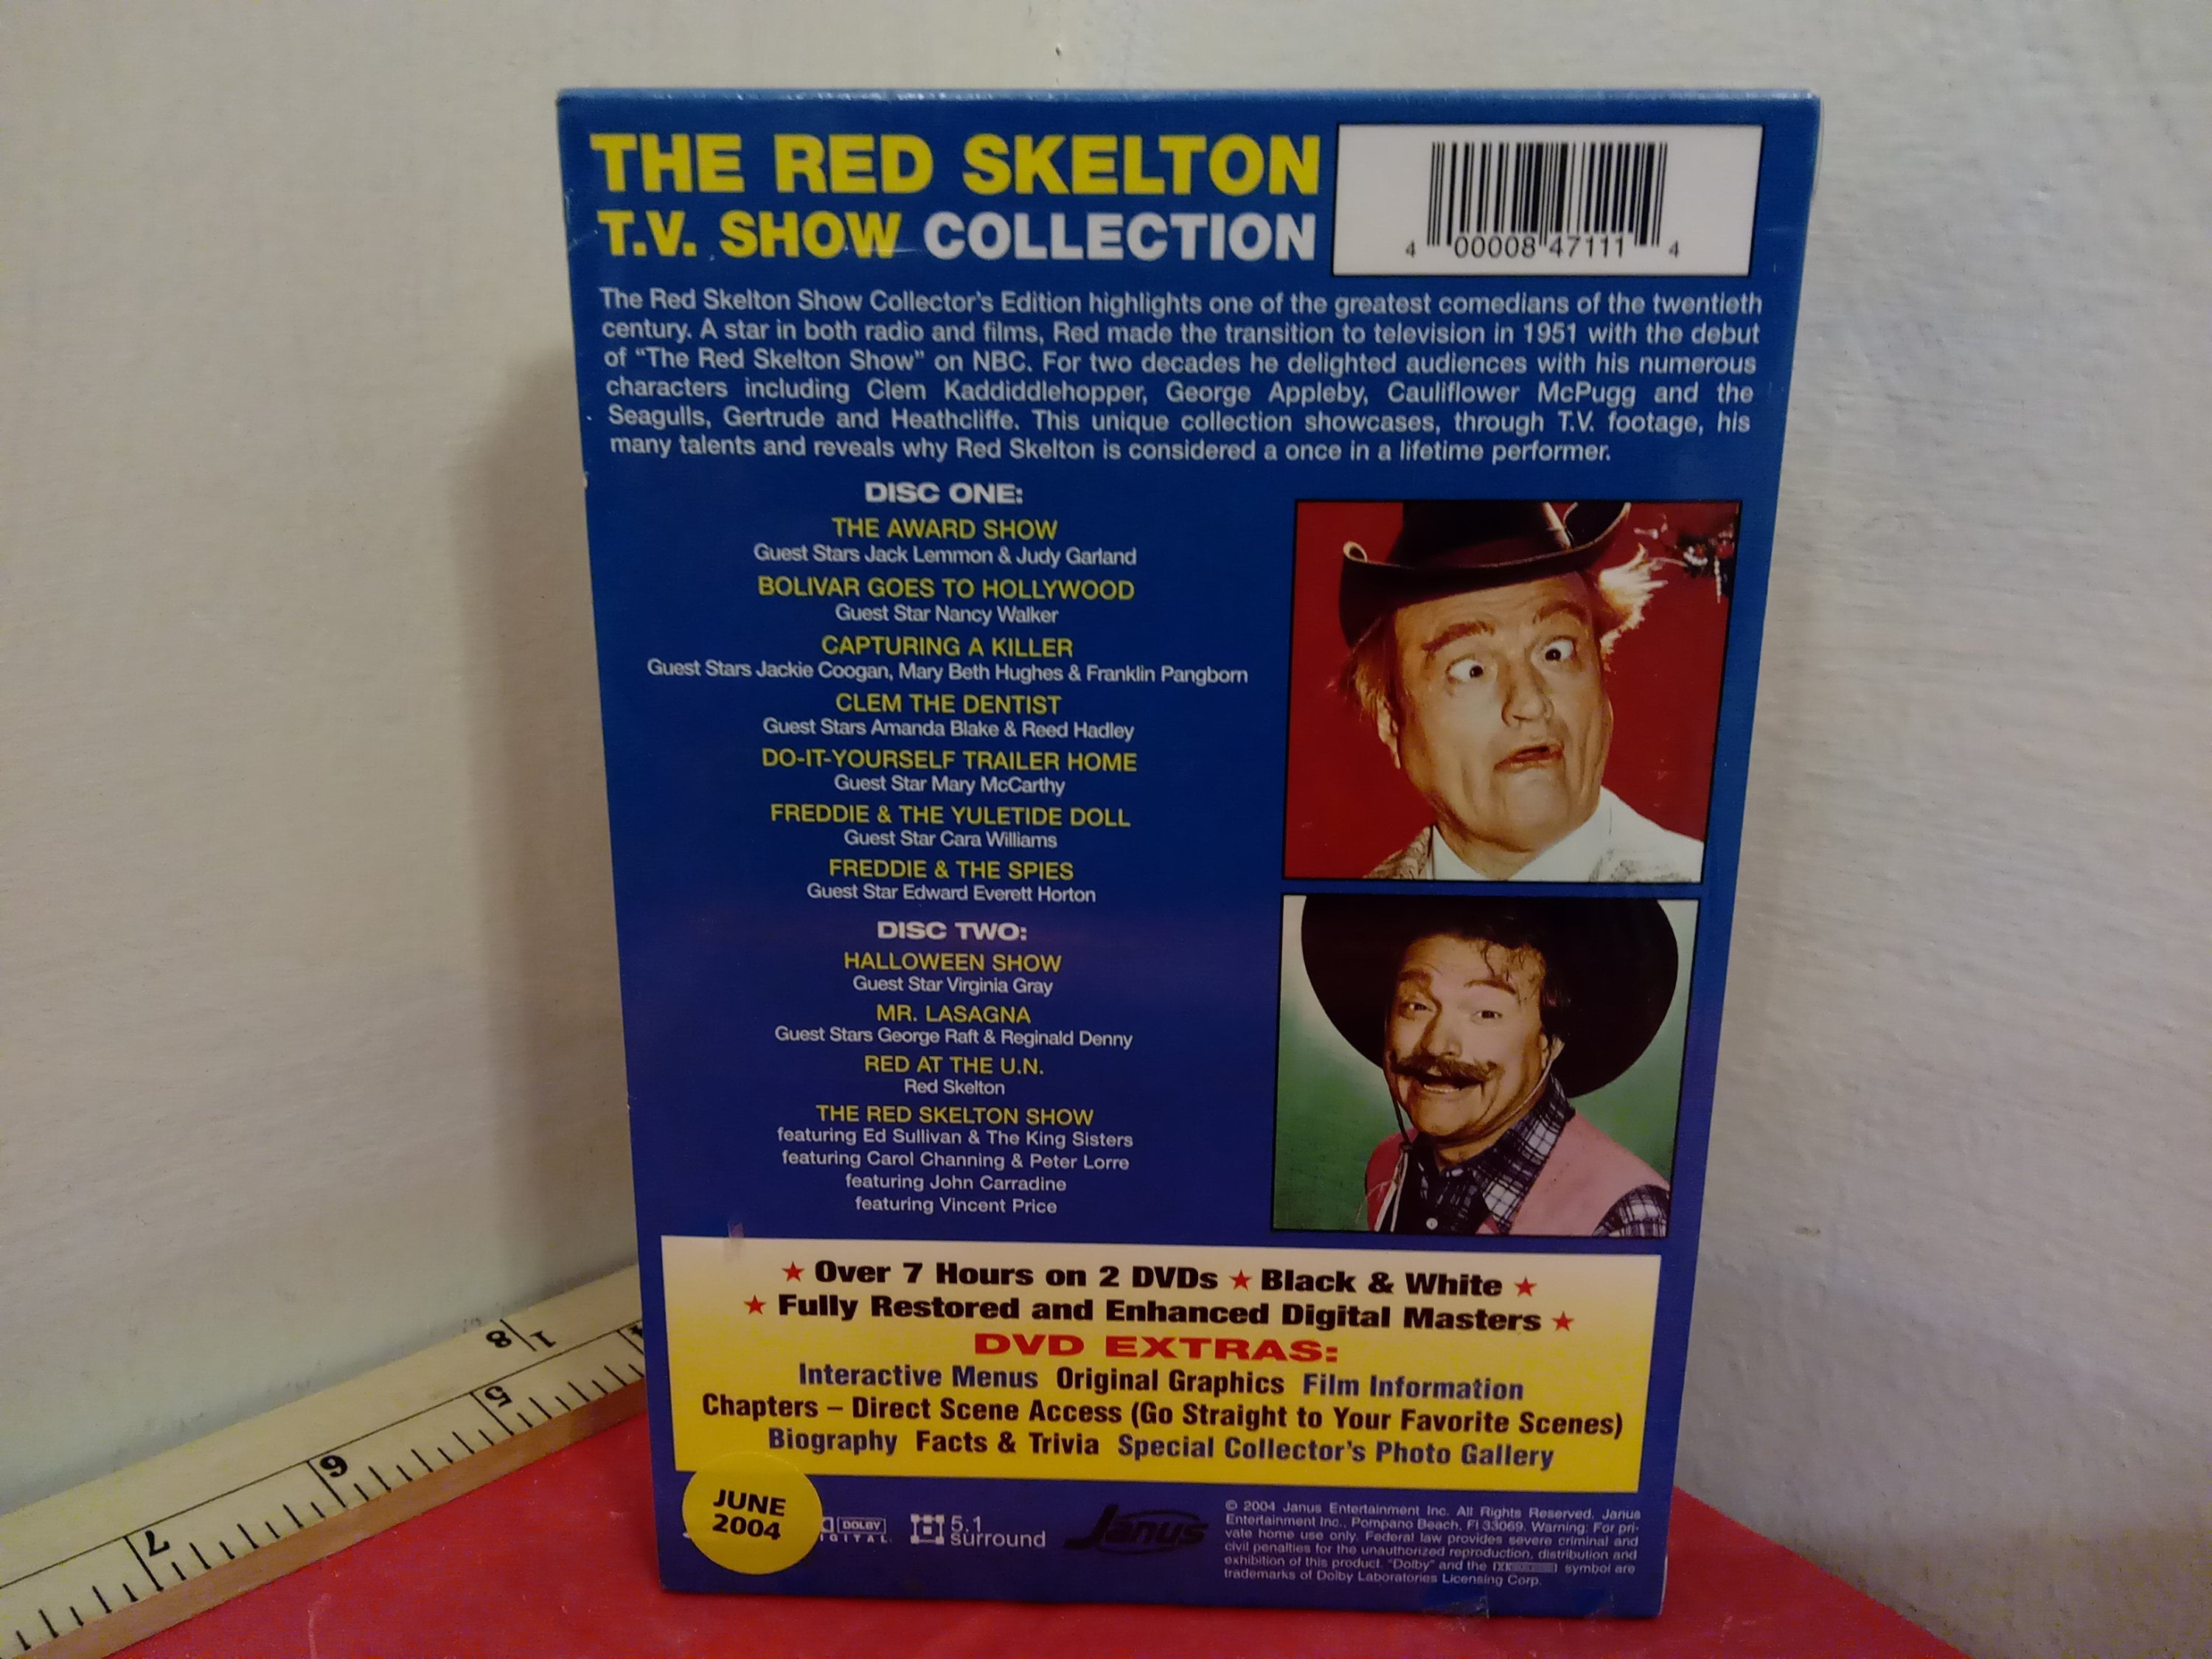 THE RED SKELTON
T.V. SHOW COLLECTION
4 00008 47111 4
The Red Skelton Show Collector's Edition highlights one of the greatest comedians of the twentieth
century. A star in both radio and films, Red made the transition to television in 1951 with the debut
of “The Red Skelton Show” on NBC. For two decades he delighted audiences with his numerous
characters including Clem Kaddiddlehopper, George Appleby, Cauliflower McPugg and the
Seagulls, Gertrude and Heathcliffe. This unique collection showcases, through T.V. footage, his
many talents and reveals why Red Skelton is considered a once in a lifetime performer.
DISC ONE:
THE AWARD SHOW
Guest Stars Jack Lemmon & Judy Garland
BOLIVAR GOES TO HOLLYWOOD
Guest Star Nancy Walker
CAPTURING A KILLER
Guest Stars Jackie Coogan, Mary Beth Hughes & Franklin Pangborn
CLEM THE DENTIST
Guest Stars Amanda Blake & Reed Hadley
DO-IT-YOURSELF TRAILER HOME
Guest Star Mary McCarthy
FREDDIE & THE YULETIDE DOLL
Guest Star Cara Williams
FREDDIE & THE SPIES
Guest Star Edward Everett Horton
DISC TWO:
HALLOWEEN SHOW
Guest Star Virginia Gray
MR. LASAGNA
Guest Stars George Raft & Reginald Denny
RED AT THE U.N.
Red Skelton
THE RED SKELTON SHOW
featuring Ed Sullivan & The King Sisters
featuring Carol Channing & Peter Lorre
featuring John Carradine
featuring Vincent Price
★ Over 7 Hours on 2 DVDs ★ Black & White ★
★ Fully Restored and Enhanced Digital Masters ★
DVD EXTRAS:
Interactive Menus Original Graphics Film Information
Chapters – Direct Scene Access (Go Straight to Your Favorite Scenes)
Biography Facts & Trivia Special Collector's Photo Gallery
JUNE
2004
DOLBY
IGITAL
5.1
surround
Janus
© 2004 Janus Entertainment Inc. All Rights Reserved. Janus
Entertainment Inc., Pompano Beach, Fl 33069. Warning: For pri-
vate home use only. Federal law provides severe criminal and
civil penalties for the unauthorized reproduction, distribution and
exhibition of this product. "Dolby" and the symbol are
trademarks of Dolby Laboratories Licensing Corp.
1 8
5
6
7